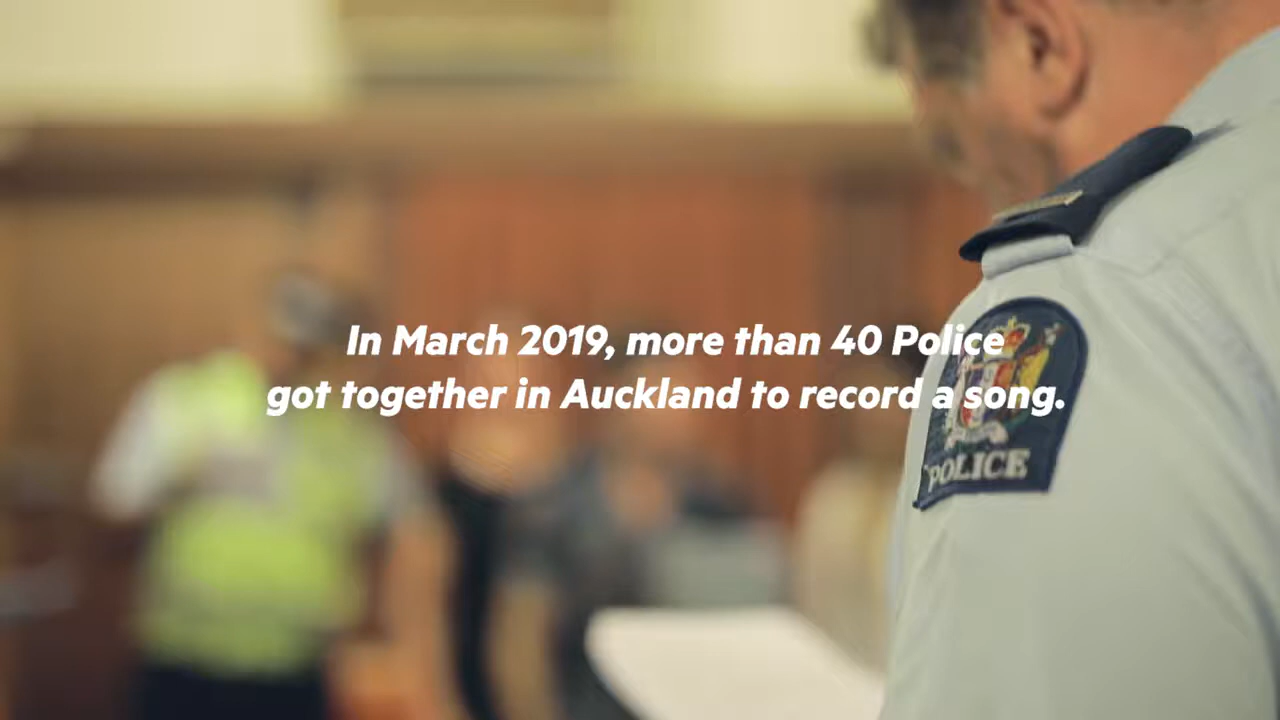 In March 2019, more than 40 Police
got together in Auckland to record a song.
POLICE